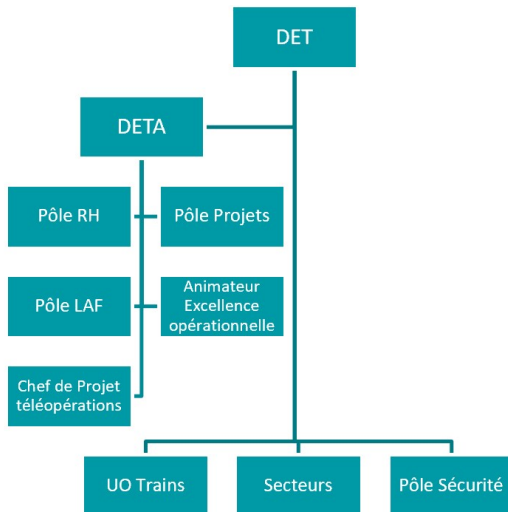 DET
DETA
Pôle RH
Pôle Projets
Pôle LAF
Animateur
Excellence
opérationnelle
Chef de Projet
téléopérations
UO Trains
Secteurs
Pôle Sécurité